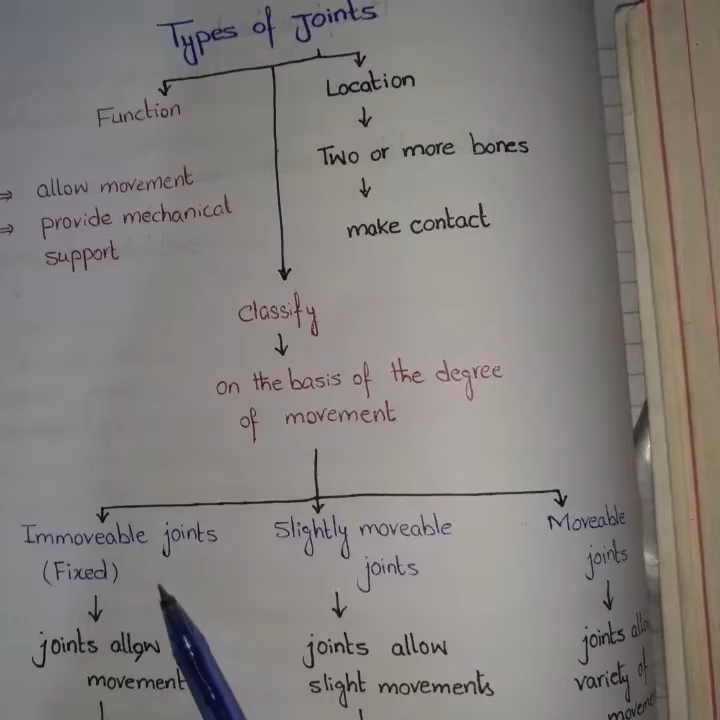 Types of Joints
Function
⇒ allow movement
⇒ provide mechanical
support
Location
Two or more bones
make contact
Classify
on the basis of the degree
of movement
Immoveable joints
(Fixed)
joints allow
movement
Slightly moveable
joints
joints allow
slight movements
Moveable
joints
joints
variety of